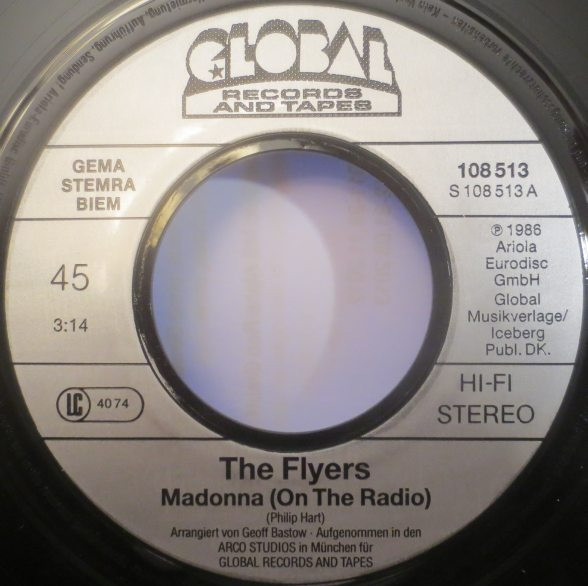 GLOBAL
RECORDS
AND TAPES
GEMA
STEMRA
BIEM
108 513
S 108 513 A
℗ 1986
Ariola
Eurodisc
GmbH
Global
Musikverlage/
Iceberg
Publ. DK.
45
3:14
LC 4074
HI-FI
STEREO
The Flyers
Madonna (On The Radio)
(Philip Hart)
Arrangiert von Geoff Bastow · Aufgenommen in den
ARCO STUDIOS in München für
GLOBAL RECORDS AND TAPES